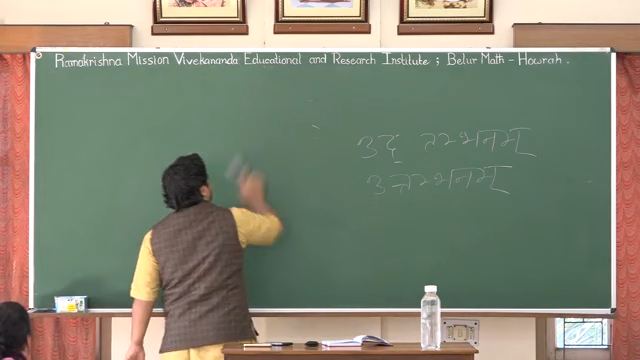 Ramakrishna Mission Vivekananda Educational and Research Institute ; Belur Math - Howrah .
उद् तम्भनम्
उत्तम्भनम्